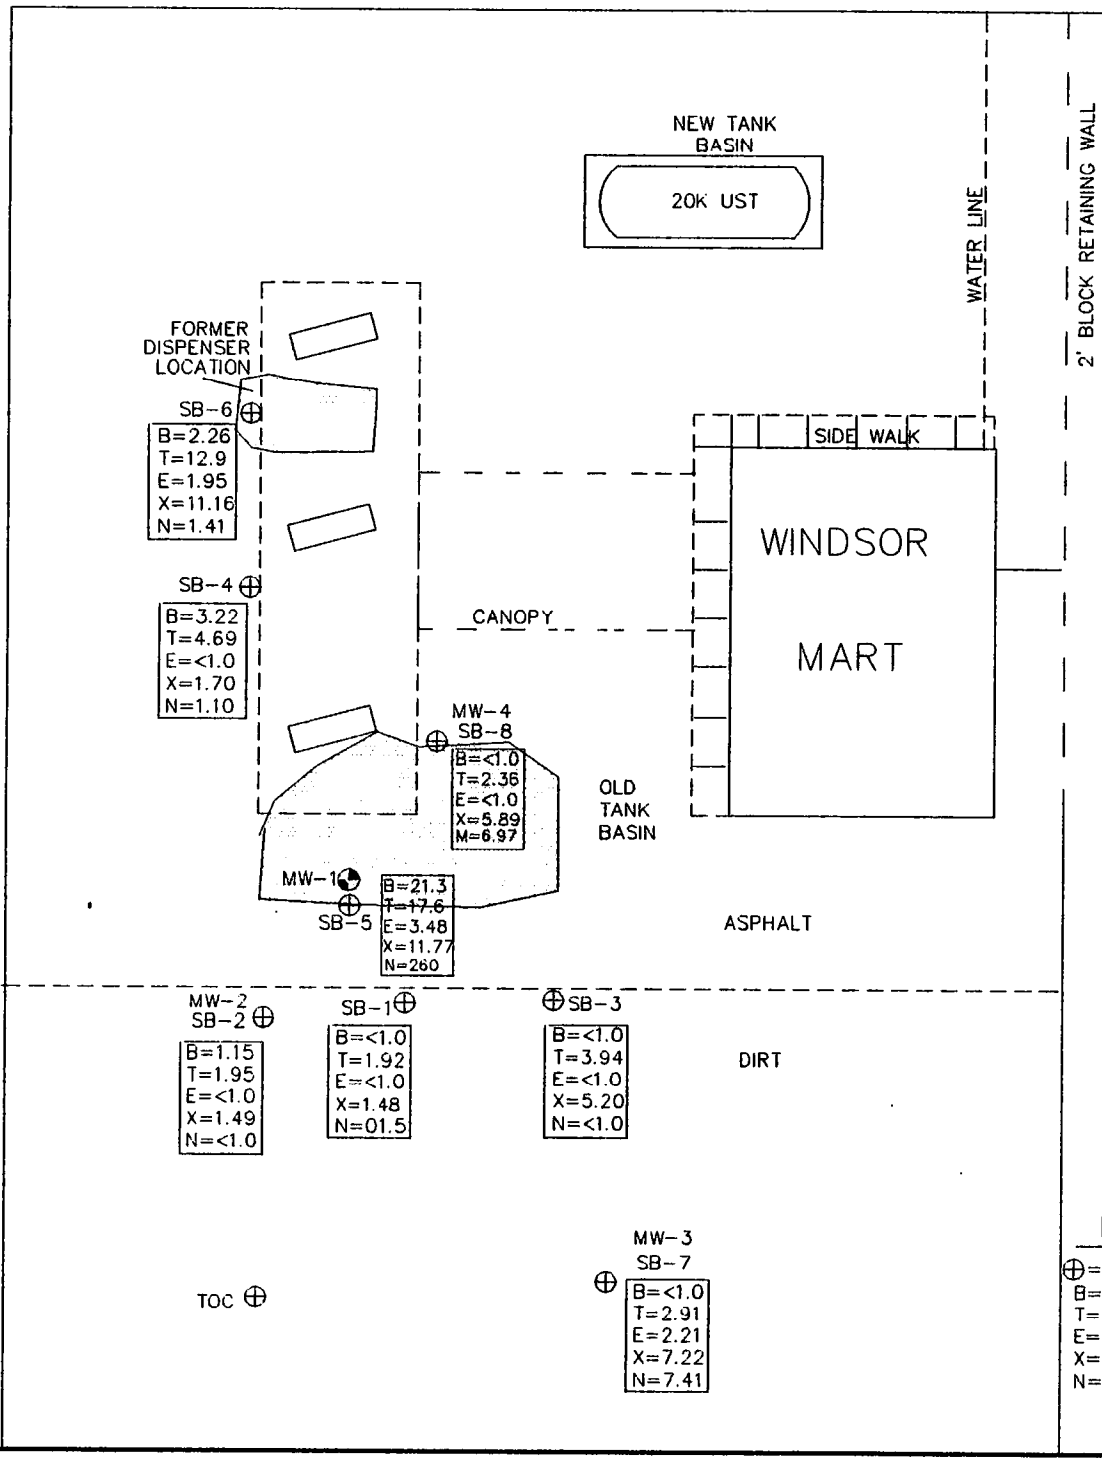 NEW TANK
BASIN
20K UST
WATER LINE
2' BLOCK RETAINING WALL
FORMER
DISPENSER
LOCATION
SB-6
B=2.26
T=12.9
E=1.95
X=11.16
N=1.41
SIDE WALK
WINDSOR
MART
SB-4
B=3.22
T=4.69
E=<1.0
X=1.70
N=1.10
CANOPY
MW-4
SB-8
B=<1.0
T=2.36
E=<1.0
X=5.89
M=6.97
OLD
TANK
BASIN
MW-1
SB-5
B=21.3
T=17.6
E=3.48
X=11.77
N=260
ASPHALT
MW-2
SB-2
B=1.15
T=1.95
E=<1.0
X=1.49
N=<1.0
SB-1
B=<1.0
T=1.92
E=<1.0
X=1.48
N=01.5
SB-3
B=<1.0
T=3.94
E=<1.0
X=5.20
N=<1.0
DIRT
MW-3
SB-7
B=<1.0
T=2.91
E=2.21
X=7.22
N=7.41
TOC
=
B=
T=
E=
X=
N=